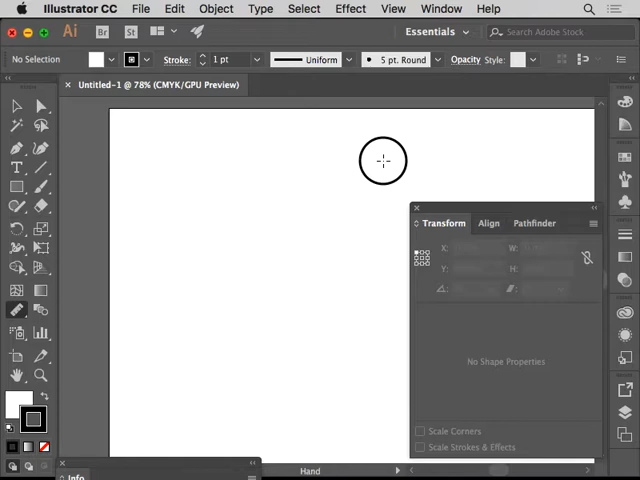 Illustrator CC File Edit Object Type Select Effect View Window Help
Ai Br St Essentials Search Adobe Stock
No Selection Stroke: 1 pt Uniform 5 pt. Round Opacity Style:
× Untitled-1 @ 78% (CMYK/GPU Preview)
Transform Align Pathfinder
X: W:
Y: H:
No Shape Properties
Scale Corners
Scale Strokes & Effects
Hand
Info